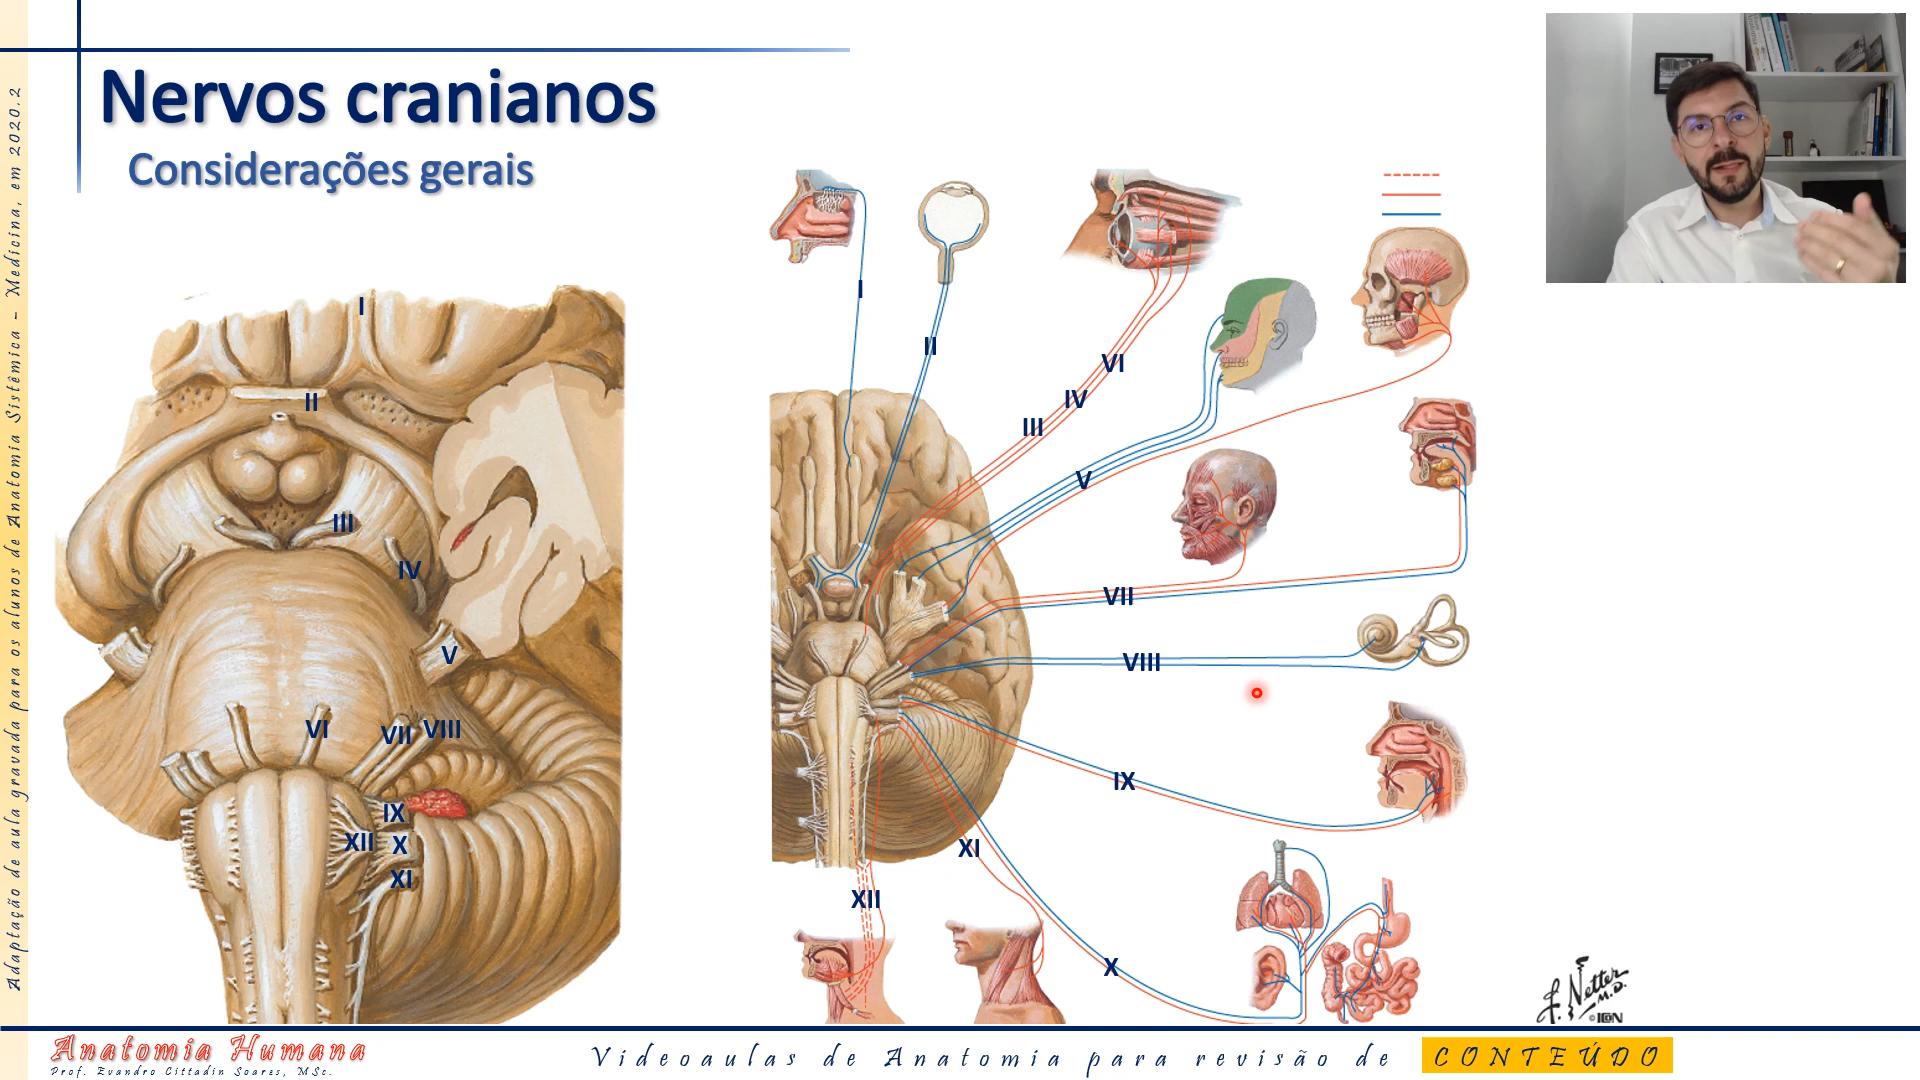 Nervos cranianos
Considerações gerais
Adaptação de aula gravada para os alunos de Anatomia Sistêmica - Medicina, em 2020.2
I
II
III
IV
V
VI
VII
VIII
IX
XII
X
XI
I
II
VI
IV
III
V
VII
VIII
IX
XI
XII
X
F. Netter
M.D.
©ICON
Anatomia Humana
Prof. Evandro Cittadin Soares, MSc.
Videoaulas de Anatomia para revisão de CONTEÚDO